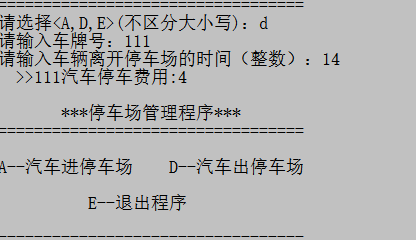 ==================================
请选择<A,D,E>(不区分大小写): d
请输入车牌号: 111
请输入车辆离开停车场的时间（整数）: 14
>>111汽车停车费用:4
***停车场管理程序***
==================================
A--汽车进停车场    D--汽车出停车场
E--退出程序
==================================